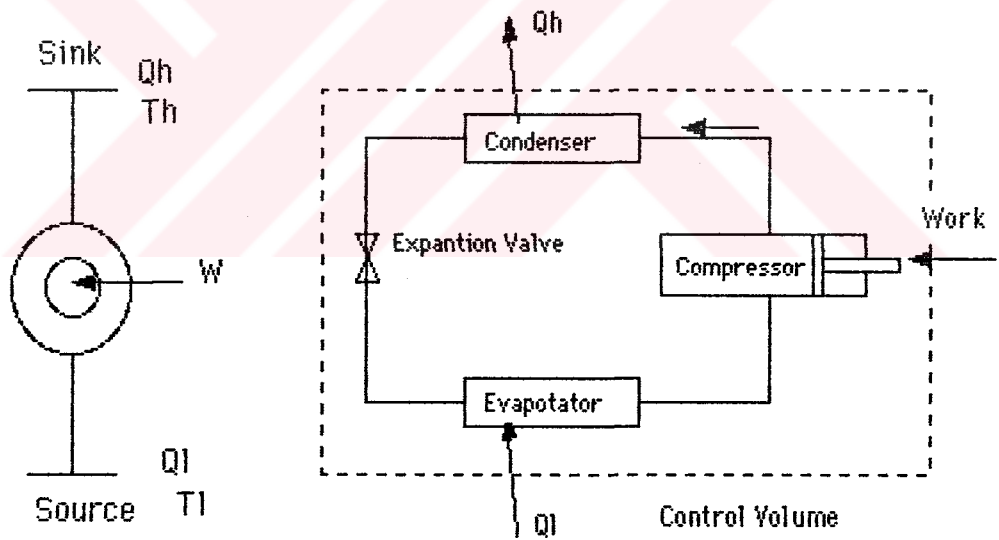 Sink
Qh
Th
W
Ql
Tl
Source
Qh
Condenser
Expantion Valve
Compressor
Work
Evapotator
Ql
Control Volume